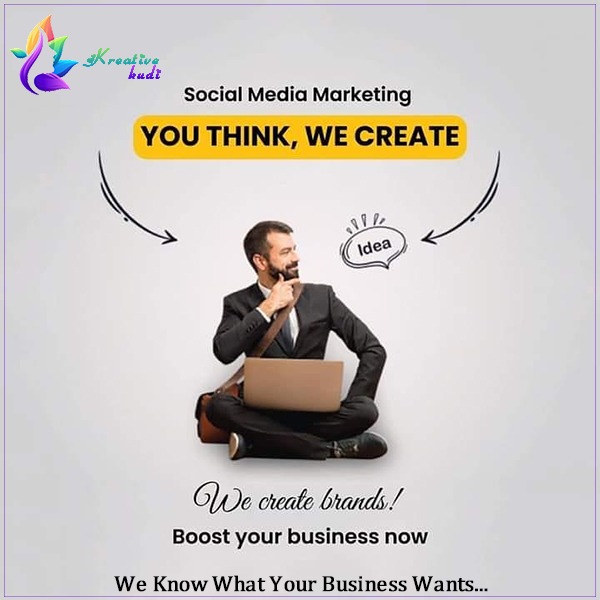 Kreative
kudi
Social Media Marketing
YOU THINK, WE CREATE
Idea
We create brands!
Boost your business now
We Know What Your Business Wants...